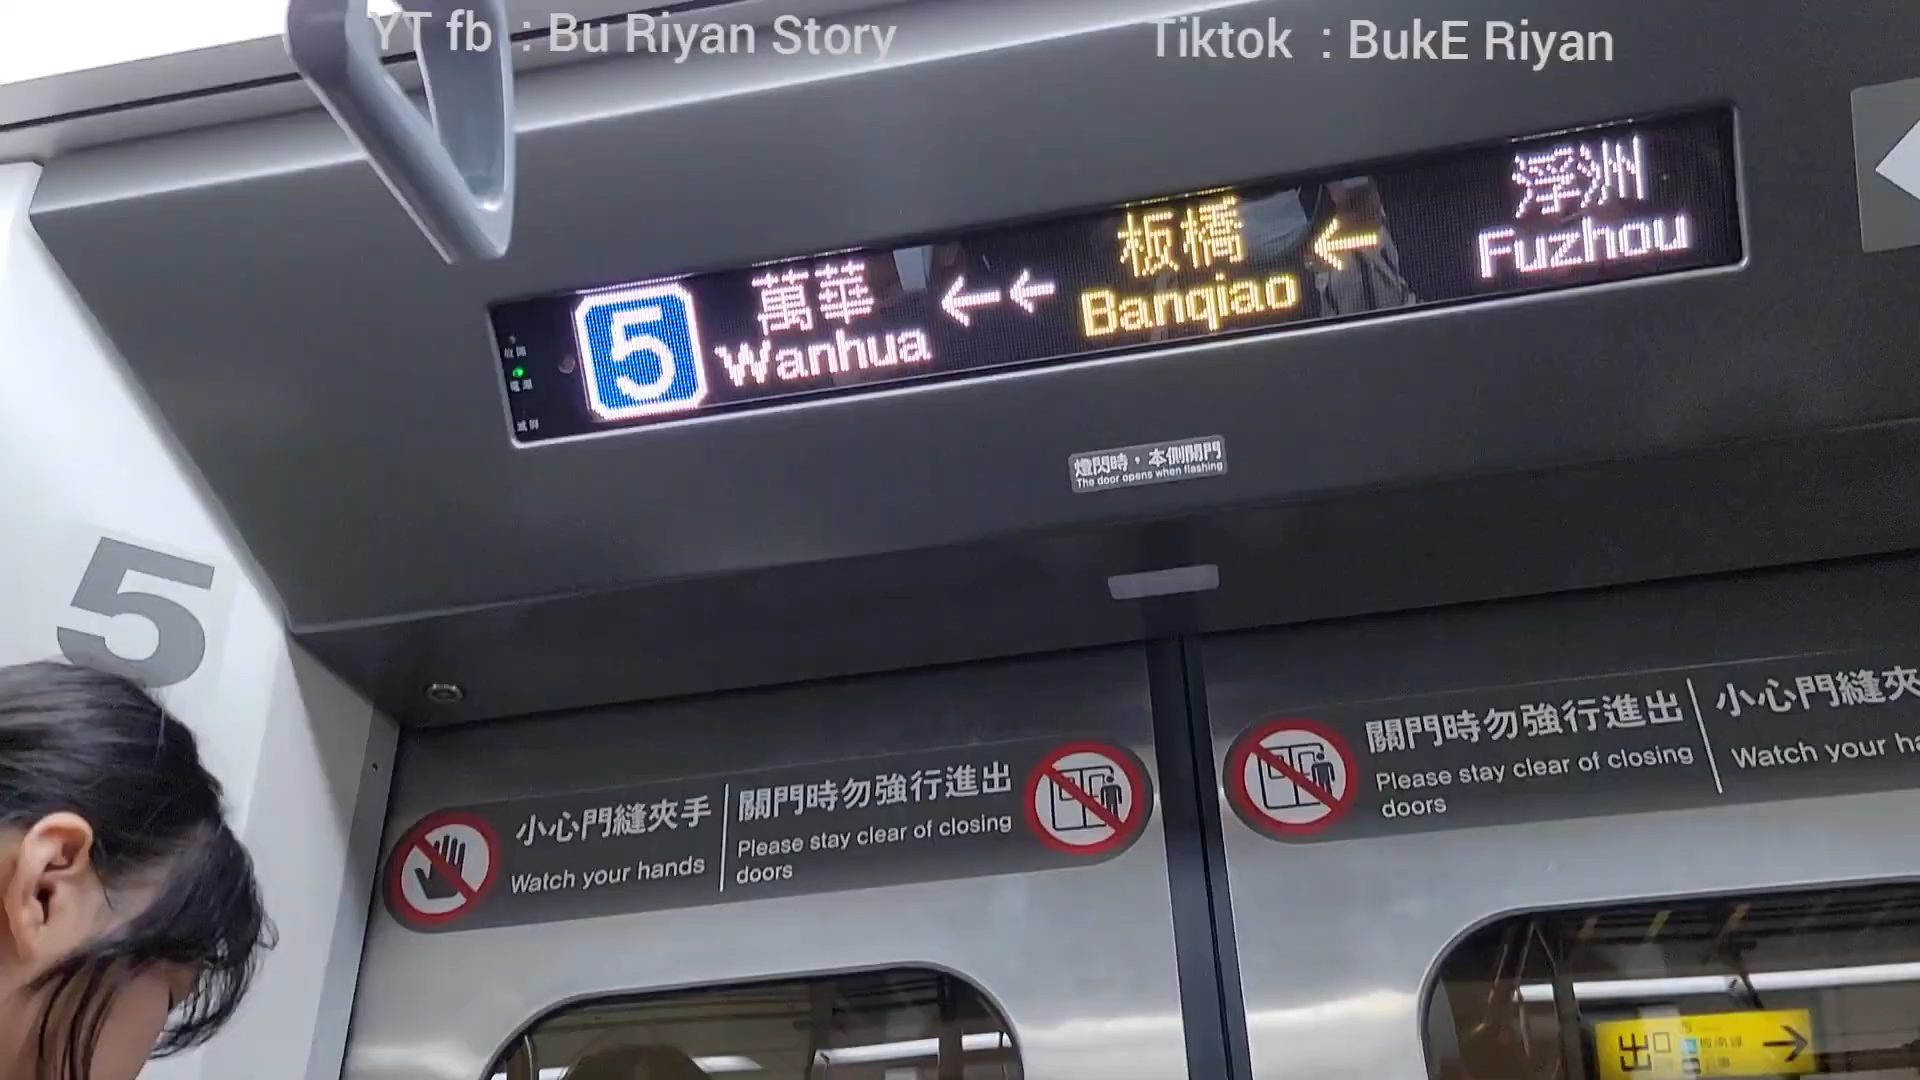 YT fb : Bu Riyan Story
Tiktok : BukE Riyan
浮洲
Fuzhou
板橋
Banqiao
5
萬華
Wanhua
電源
滅屏
燈閃時，本側開門
The door opens when flashing
5
小心門縫夾手
Watch your hands
關門時勿強行進出
Please stay clear of closing
doors
關門時勿強行進出
Please stay clear of closing
doors
小心門縫夾
Watch your ha
出口